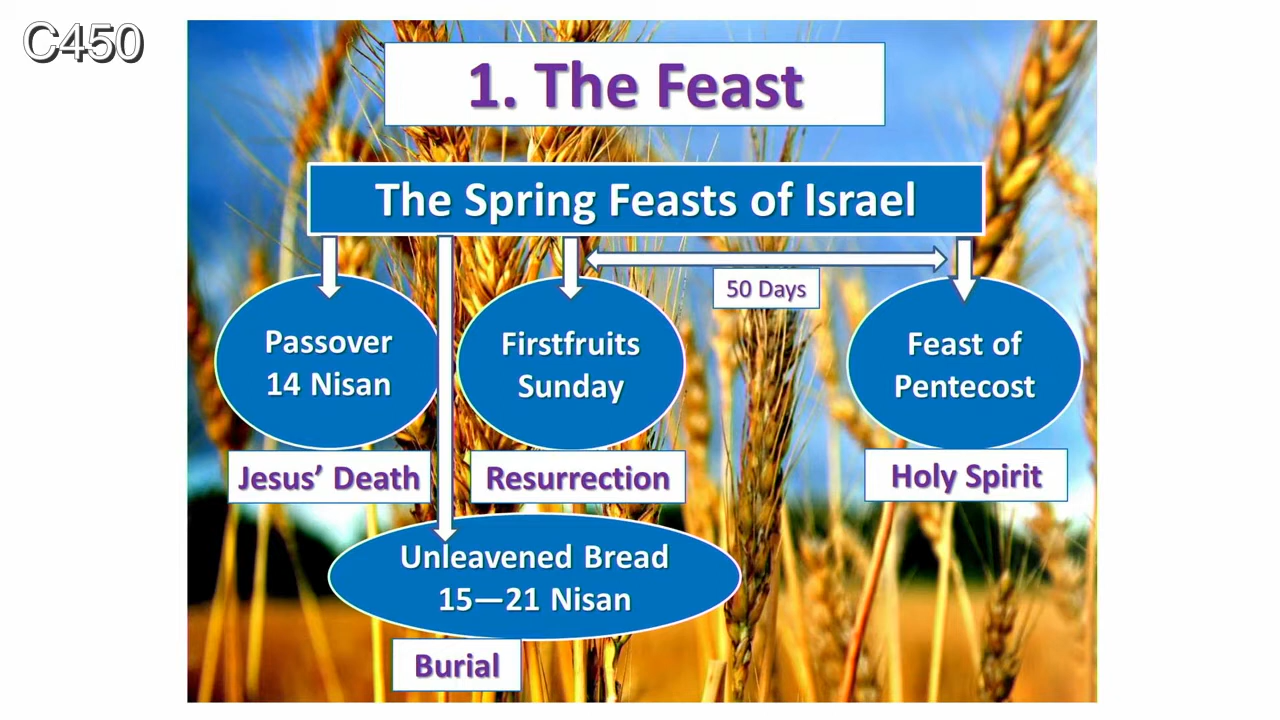 C450
1. The Feast
The Spring Feasts of Israel
50 Days
Passover
14 Nisan
Firstfruits
Sunday
Feast of
Pentecost
Jesus’ Death
Resurrection
Holy Spirit
Unleavened Bread
15—21 Nisan
Burial